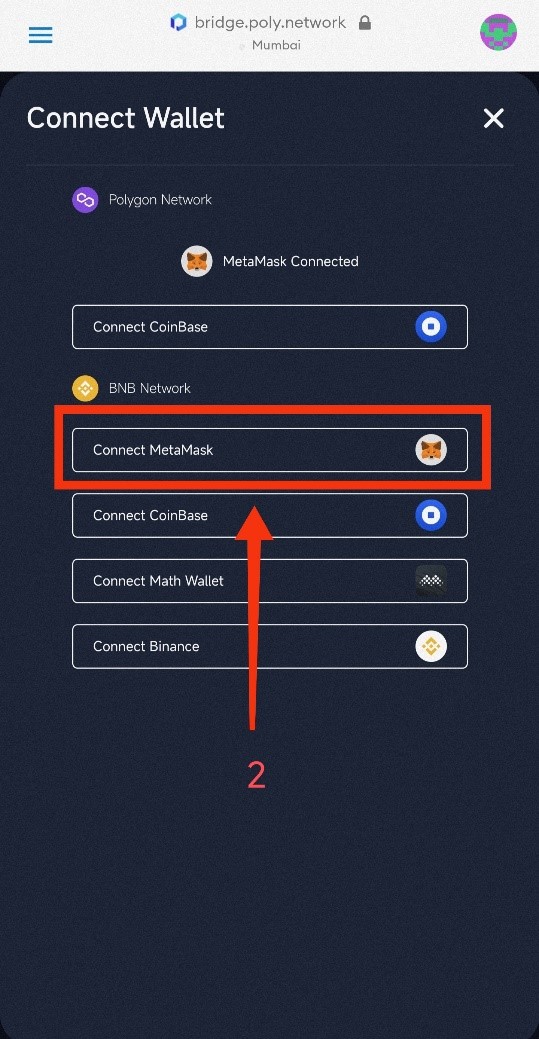 bridge.poly.network
Mumbai
Connect Wallet
Polygon Network
MetaMask Connected
Connect CoinBase
BNB Network
Connect MetaMask
Connect CoinBase
Connect Math Wallet
Connect Binance
2